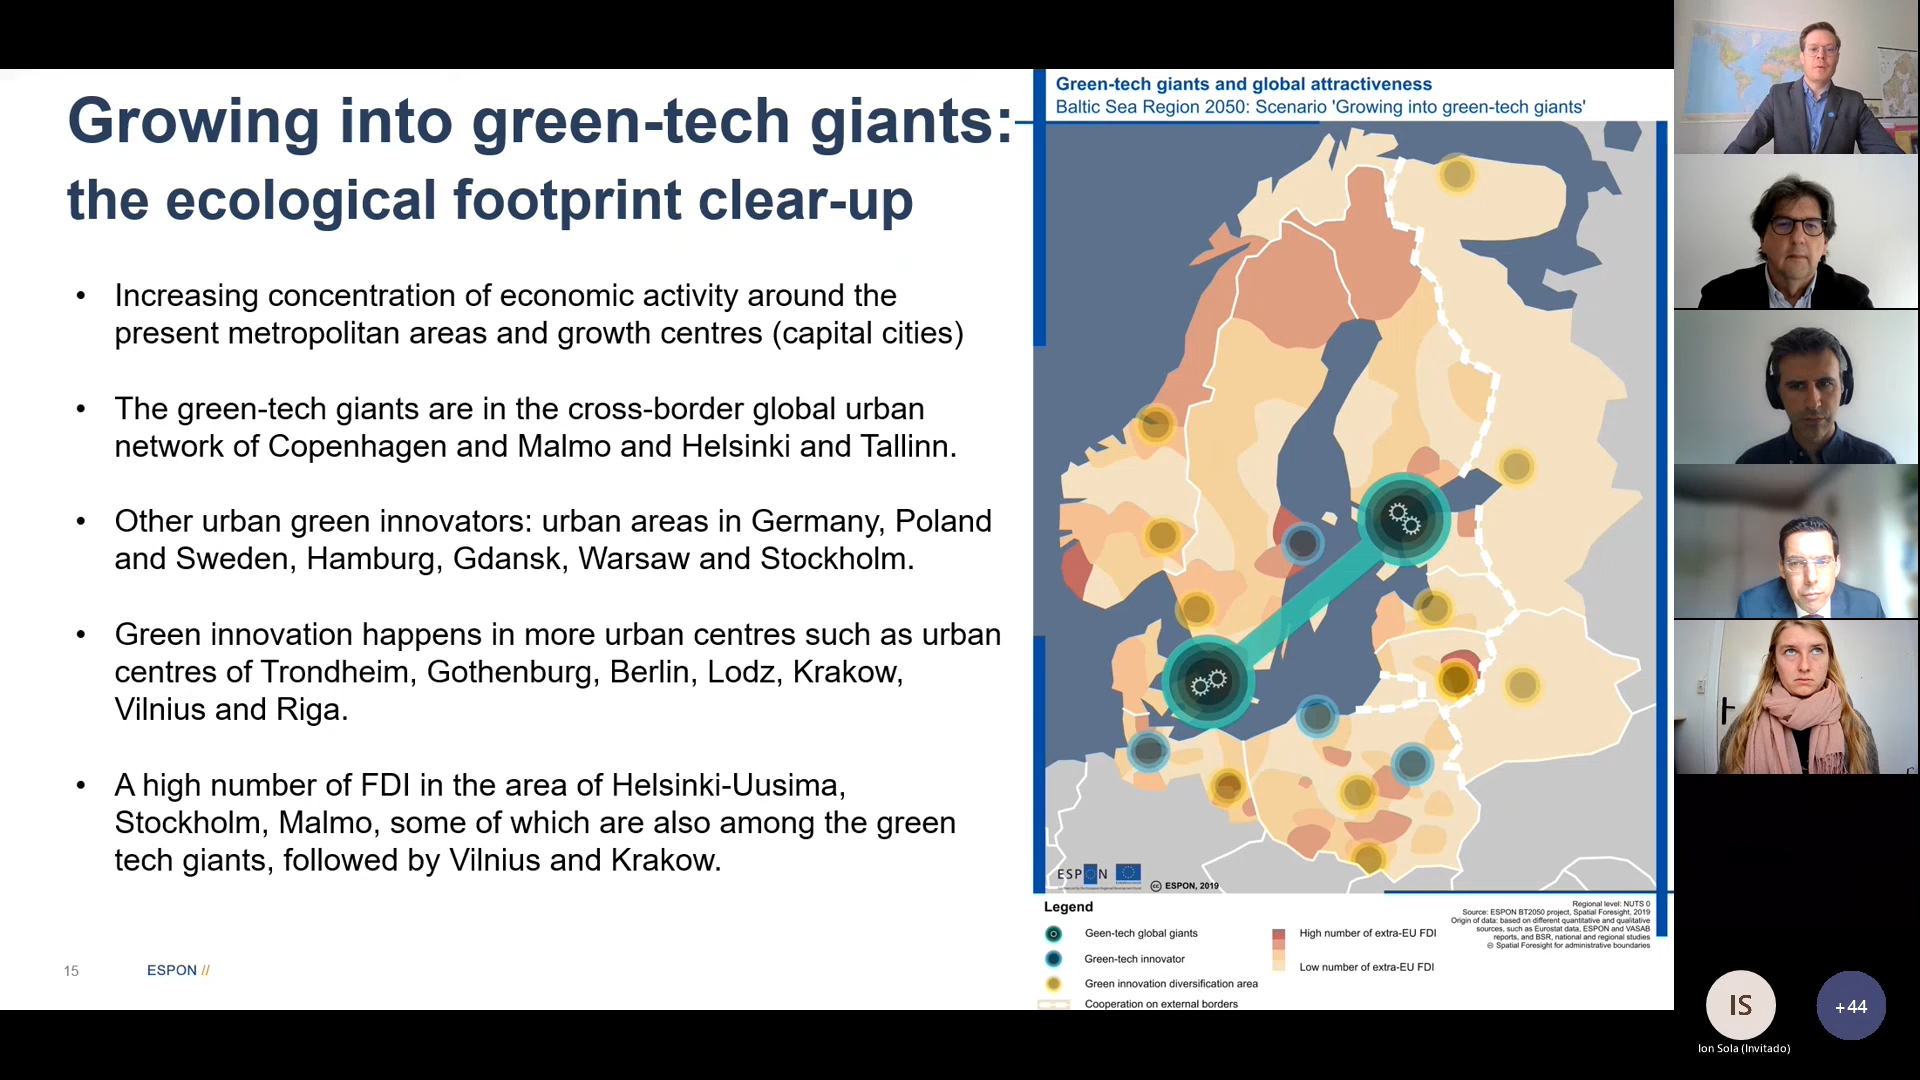 Growing into green-tech giants:
the ecological footprint clear-up
• Increasing concentration of economic activity around the
present metropolitan areas and growth centres (capital cities)
• The green-tech giants are in the cross-border global urban
network of Copenhagen and Malmo and Helsinki and Tallinn.
• Other urban green innovators: urban areas in Germany, Poland
and Sweden, Hamburg, Gdansk, Warsaw and Stockholm.
• Green innovation happens in more urban centres such as urban
centres of Trondheim, Gothenburg, Berlin, Lodz, Krakow,
Vilnius and Riga.
• A high number of FDI in the area of Helsinki-Uusima,
Stockholm, Malmo, some of which are also among the green
tech giants, followed by Vilnius and Krakow.
15
ESPON //
Green-tech giants and global attractiveness
Baltic Sea Region 2050: Scenario 'Growing into green-tech giants'
ESPON
© ESPON, 2019
Legend
Geen-tech global giants
Green-tech innovator
Green innovation diversification area
Cooperation on external borders
High number of extra-EU FDI
Low number of extra-EU FDI
Regional level: NUTS 0
Source: ESPON BT2050 project, Spatial Foresight, 2019
Origin of data: based on different quantitative and qualitative
sources, such as Eurostat data, ESPON and VASAB
reports, and BSR, national and regional studies
© Spatial Foresight for administrative boundaries
IS
+44
Ion Sola (Invitado)